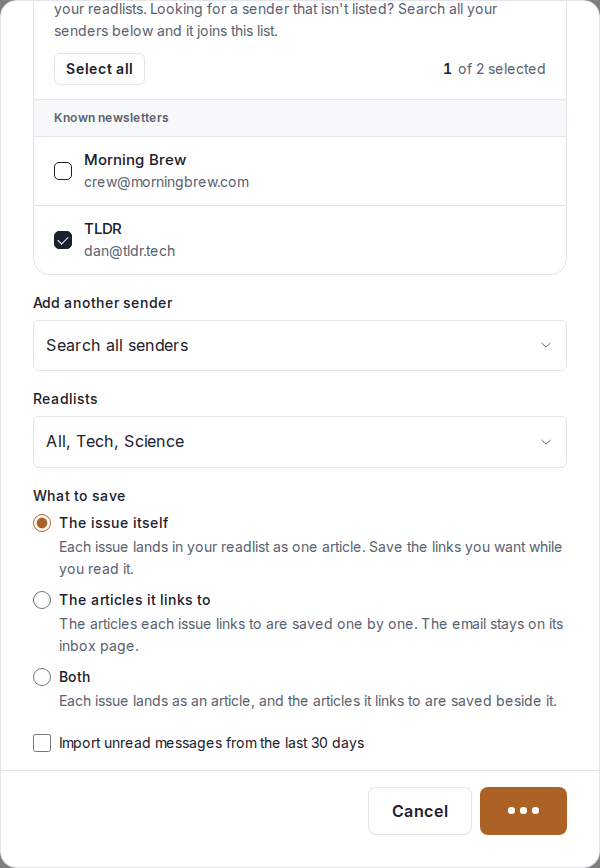 your readlists. Looking for a sender that isn't listed? Search all your
senders below and it joins this list.
Select all
1 of 2 selected
Known newsletters
Morning Brew
crew@morningbrew.com
TLDR
dan@tldr.tech
Add another sender
Search all senders
Readlists
All, Tech, Science
What to save
The issue itself
Each issue lands in your readlist as one article. Save the links you want while
you read it.
The articles it links to
The articles each issue links to are saved one by one. The email stays on its
inbox page.
Both
Each issue lands as an article, and the articles it links to are saved beside it.
Import unread messages from the last 30 days
Cancel